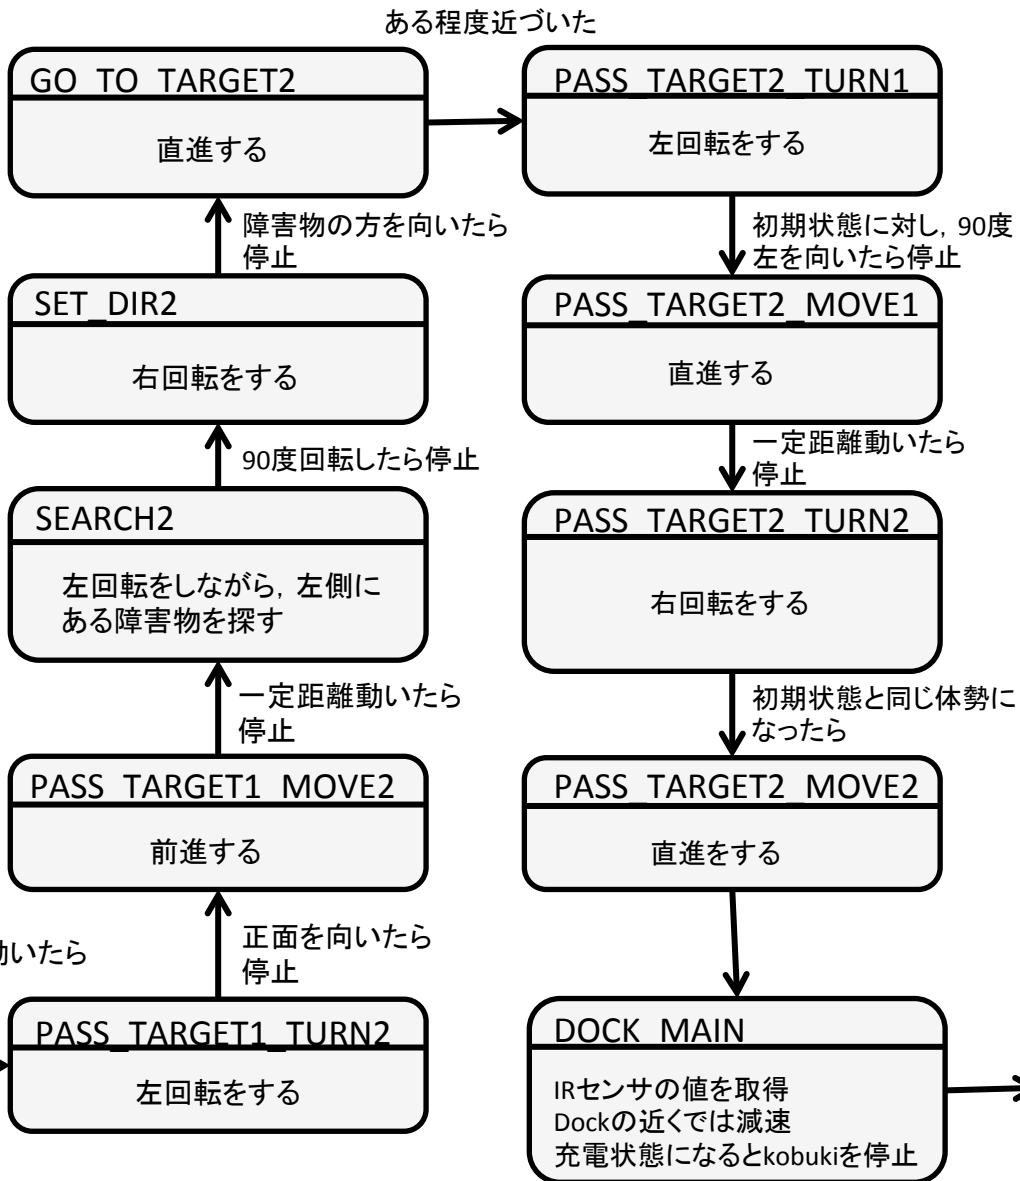 ある程度近づいた
GO_TO_TARGET2
直進する
PASS_TARGET2_TURN1
左回転をする
障害物の方を向いたら
停止
初期状態に対し，90度
左を向いたら停止
SET_DIR2
右回転をする
PASS_TARGET2_MOVE1
直進する
90度回転したら停止
一定距離動いたら
停止
SEARCH2
左回転をしながら，左側に
ある障害物を探す
PASS_TARGET2_TURN2
右回転をする
一定距離動いたら
停止
初期状態と同じ体勢に
なったら
PASS_TARGET1_MOVE2
前進する
PASS_TARGET2_MOVE2
直進をする
正面を向いたら
停止
動いたら
PASS_TARGET1_TURN2
左回転をする
DOCK_MAIN
IRセンサの値を取得
Dockの近くでは減速
充電状態になるとkobukiを停止